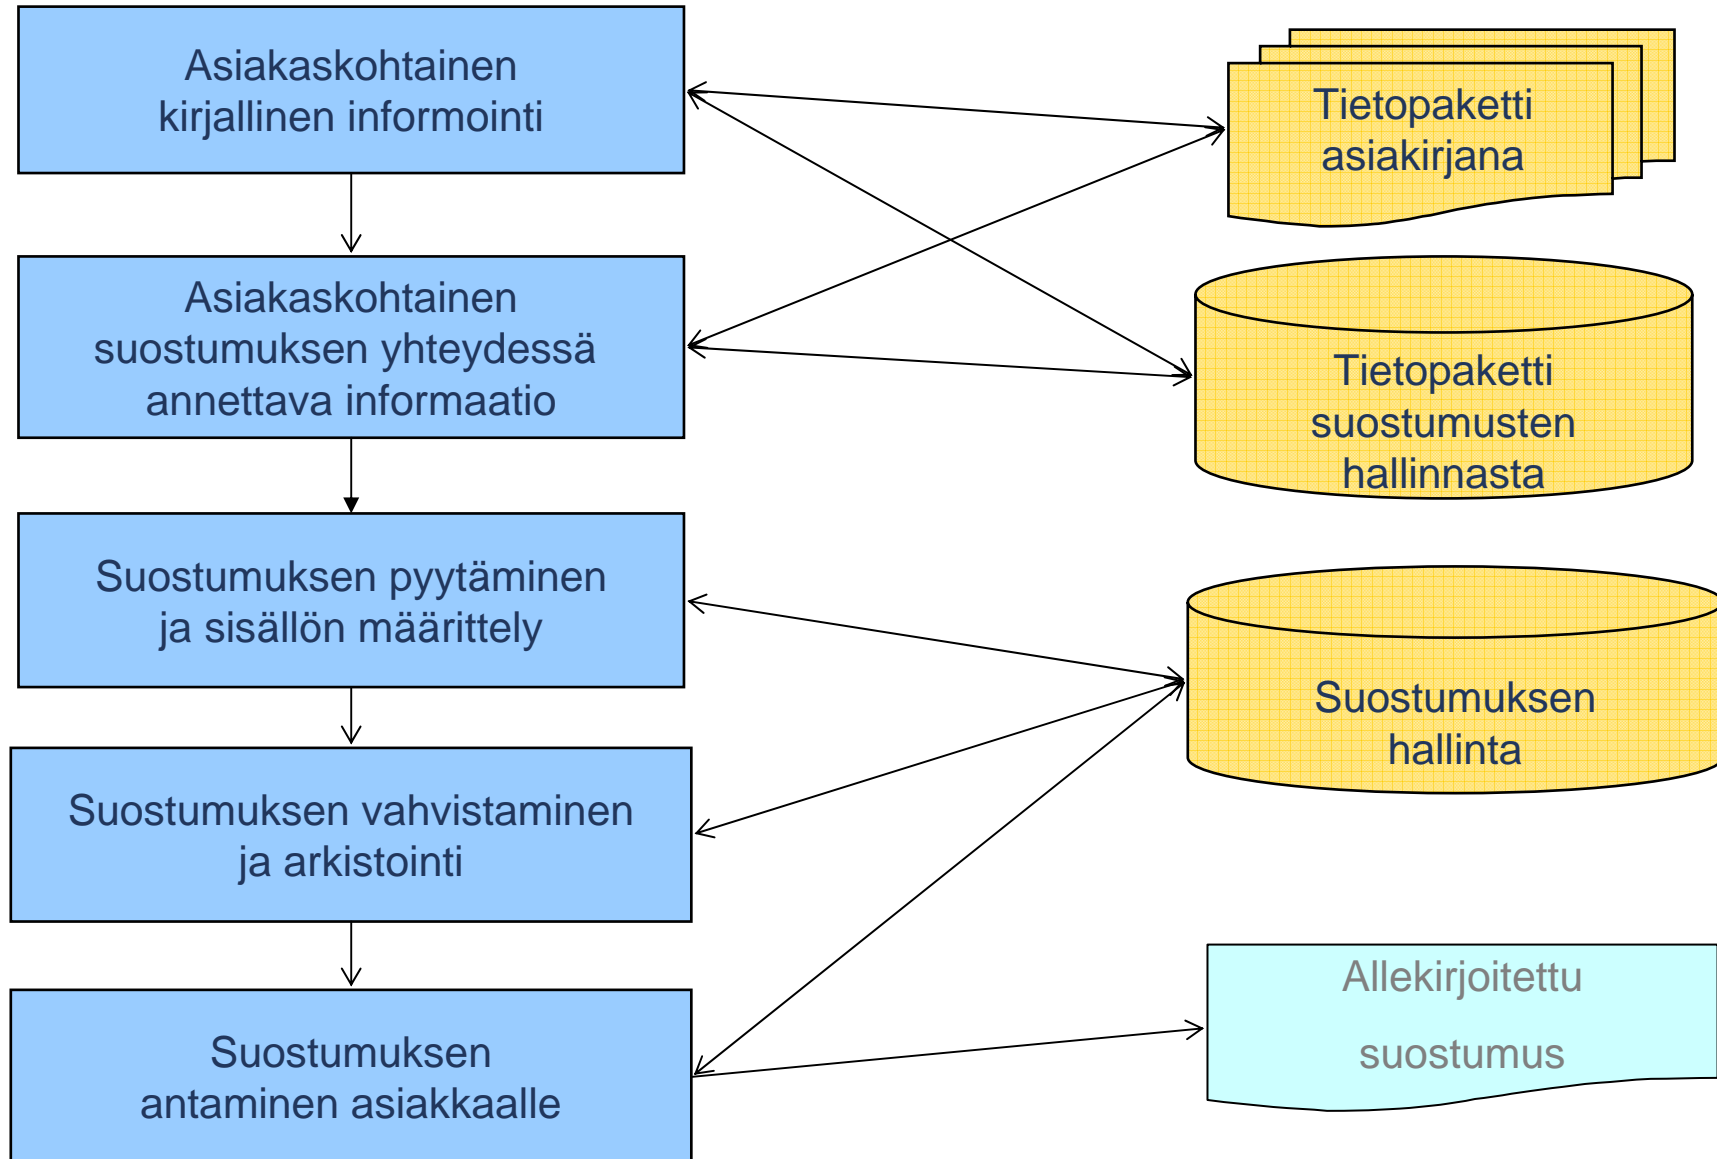 Asiakaskohtainen
kirjallinen informointi
Asiakaskohtainen
suostumuksen yhteydessä
annettava informaatio
Suostumuksen pyytäminen
ja sisällön määrittely
Suostumuksen vahvistaminen
ja arkistointi
Suostumuksen
antaminen asiakkaalle
Tietopaketti
asiakirjana
Tietopaketti
suostumusten
hallinnasta
Suostumuksen
hallinta
Allekirjoitettu
suostumus